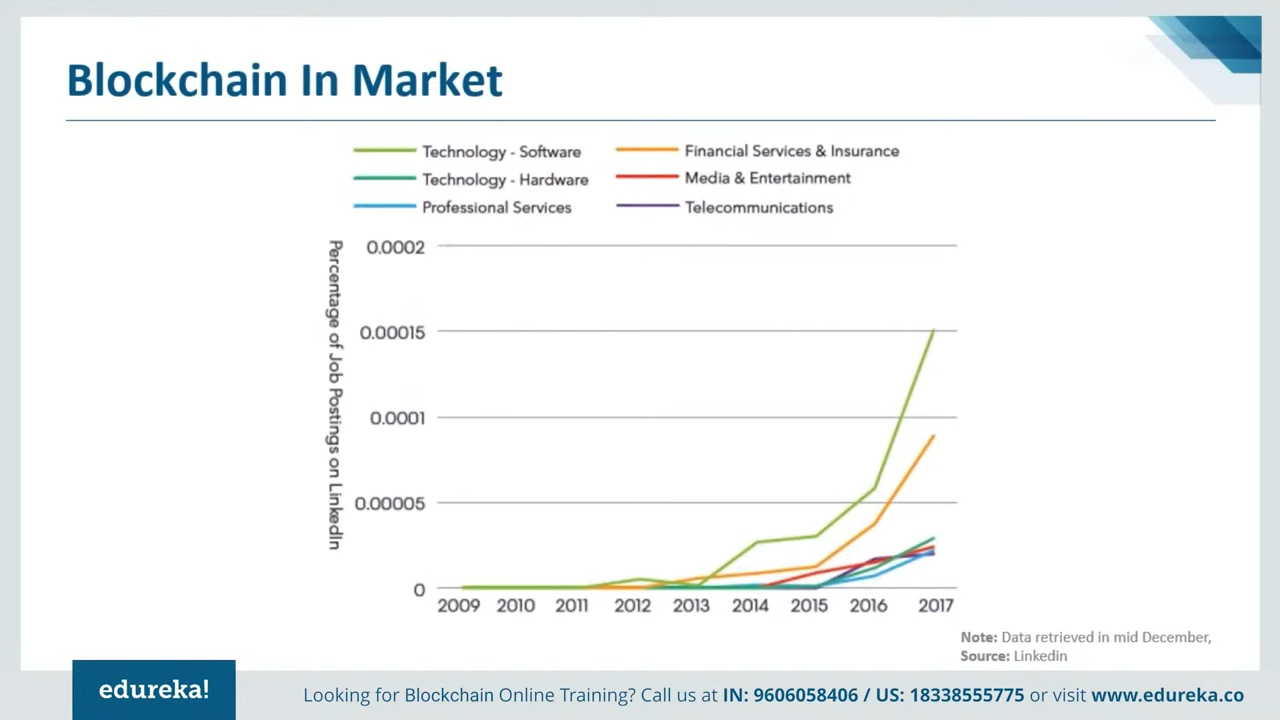 Blockchain In Market
Technology - Software
Financial Services & Insurance
Technology - Hardware
Media & Entertainment
Professional Services
Telecommunications
Percentage of Job Postings on LinkedIn
0.0002
0.00015
0.0001
0.00005
0
2009 2010 2011 2012 2013 2014 2015 2016 2017
Note: Data retrieved in mid December,
Source: Linkedin
edureka!
Looking for Blockchain Online Training? Call us at IN: 9606058406 / US: 18338555775 or visit www.edureka.co